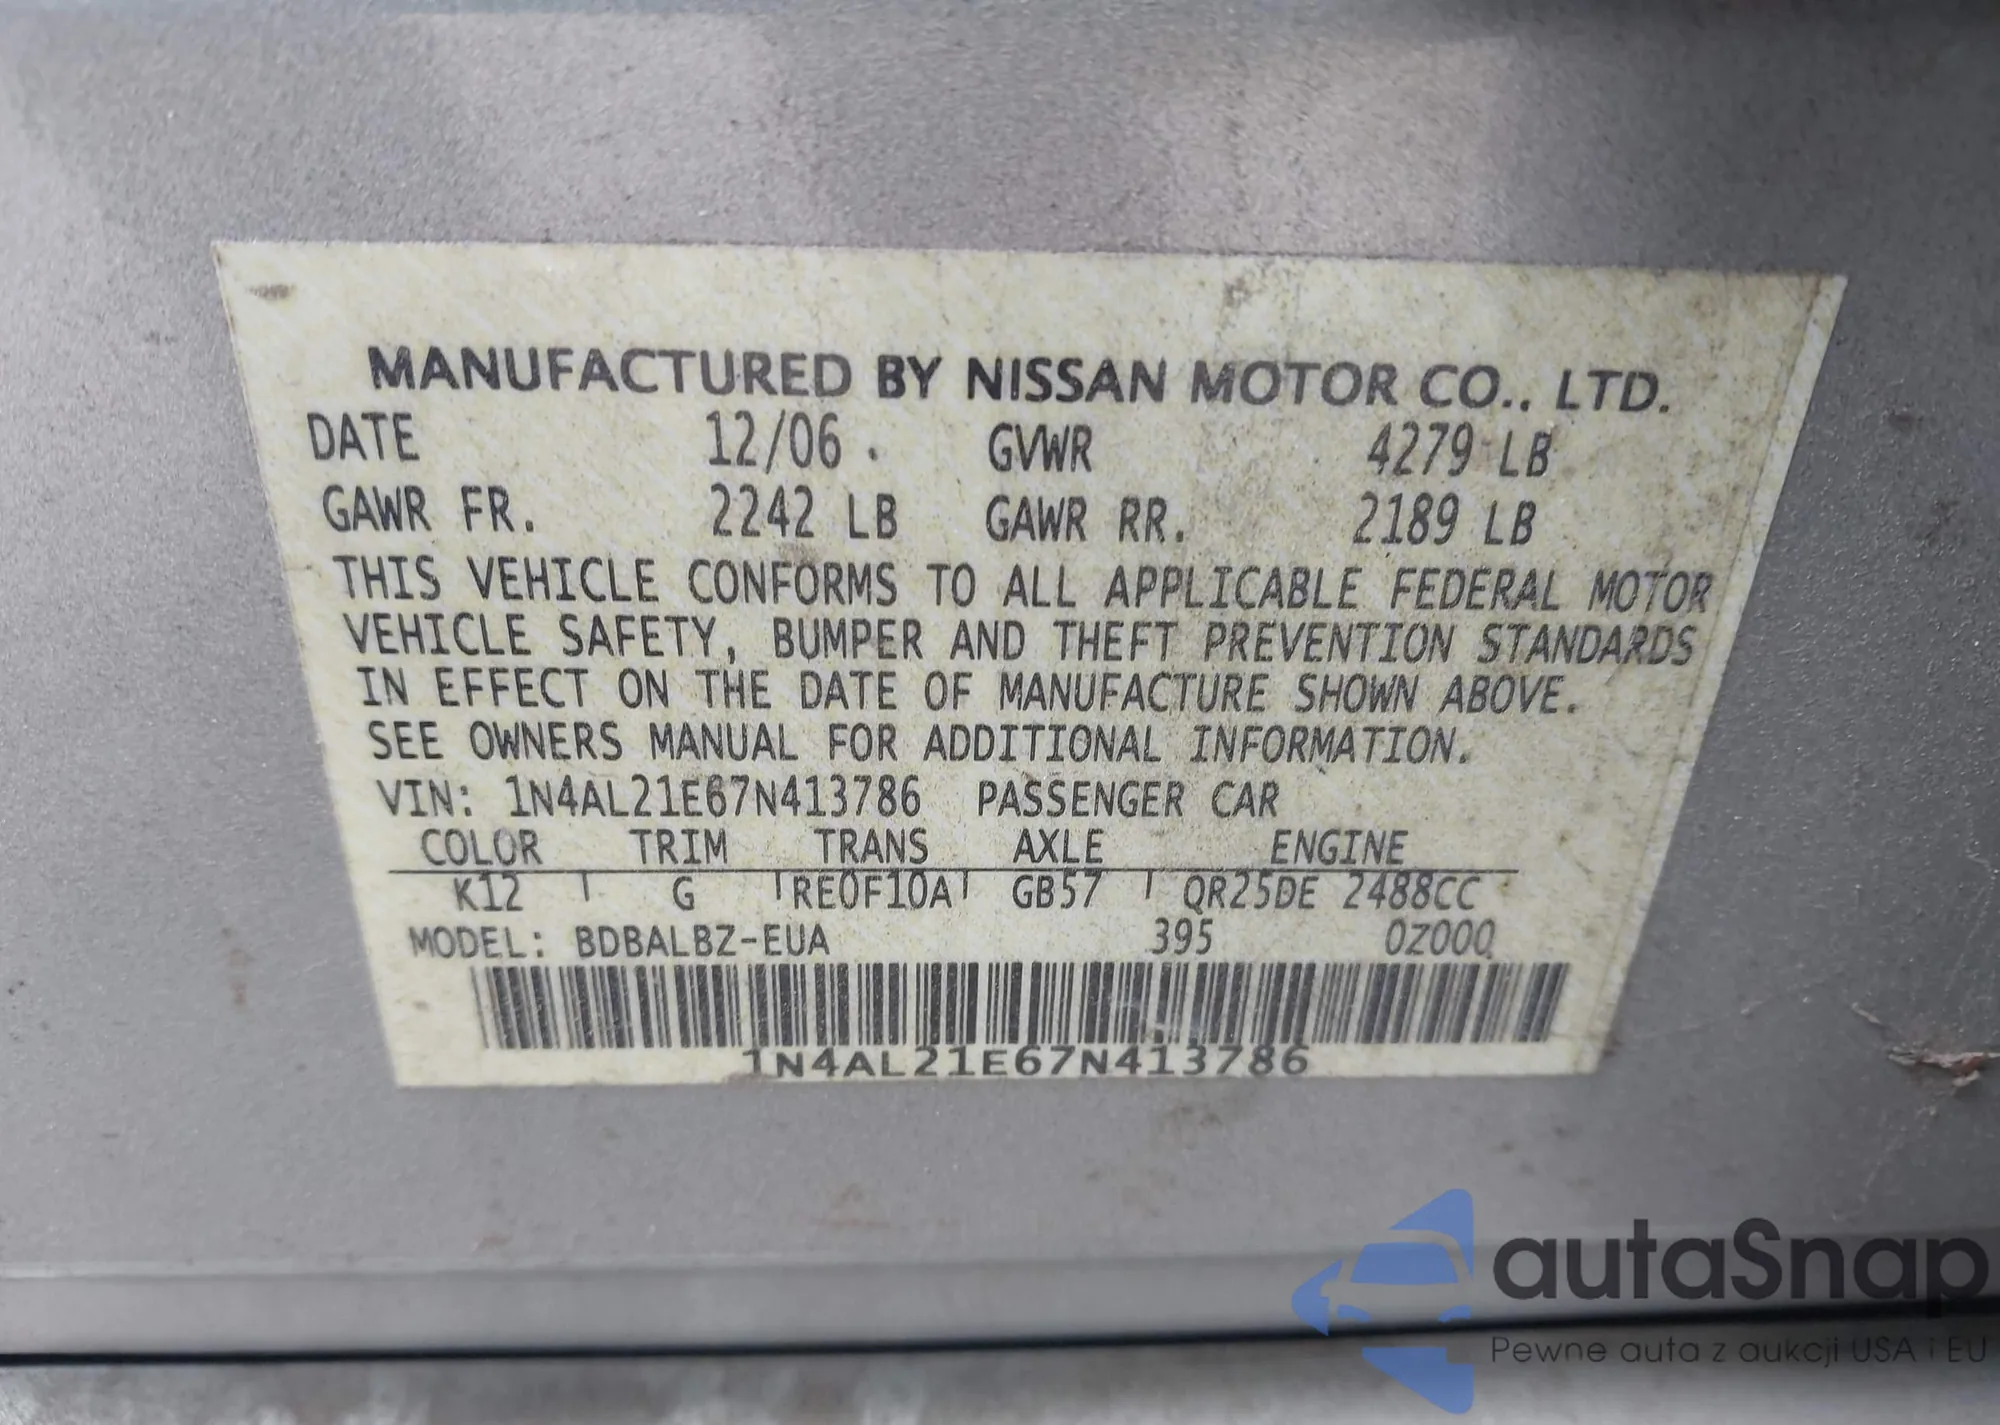 MANUFACTURED BY NISSAN MOTOR CO., LTD.
DATE 12/06 . GVWR 4279 LB
GAWR FR. 2242 LB GAWR RR. 2189 LB
THIS VEHICLE CONFORMS TO ALL APPLICABLE FEDERAL MOTOR
VEHICLE SAFETY, BUMPER AND THEFT PREVENTION STANDARDS
IN EFFECT ON THE DATE OF MANUFACTURE SHOWN ABOVE.
SEE OWNERS MANUAL FOR ADDITIONAL INFORMATION.
VIN: 1N4AL21E67N413786 PASSENGER CAR
COLOR TRIM TRANS AXLE ENGINE
K12 G RE0F10A GB57 QR25DE 2488CC
MODEL: BDBALBZ-EUA 395 0Z000
1N4AL21E67N413786
autaSnap
Pewne auta z aukcji USA i EU